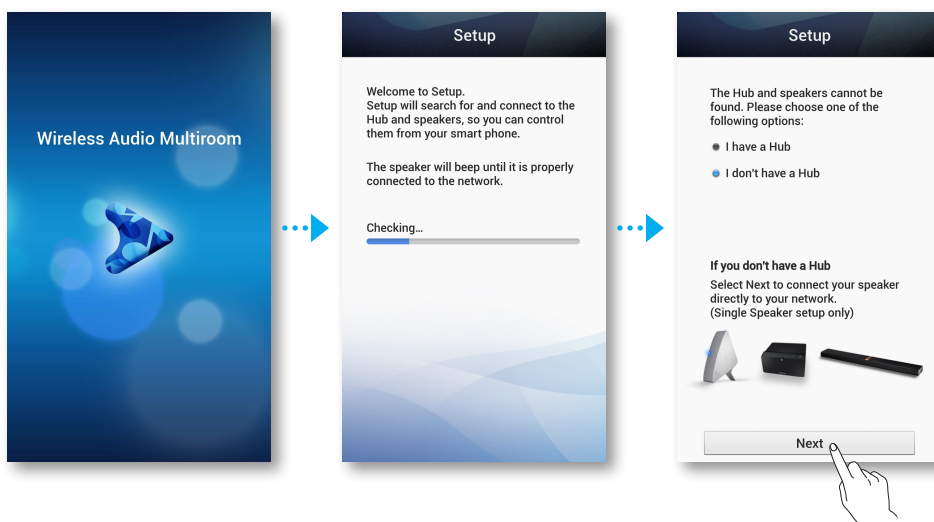 Wireless Audio Multiroom
Setup
Welcome to Setup.
Setup will search for and connect to the
Hub and speakers, so you can control
them from your smart phone.
The speaker will beep until it is properly
connected to the network.
Checking...
Setup
The Hub and speakers cannot be
found. Please choose one of the
following options:
I have a Hub
I don't have a Hub
If you don't have a Hub
Select Next to connect your speaker
directly to your network.
(Single Speaker setup only)
Next